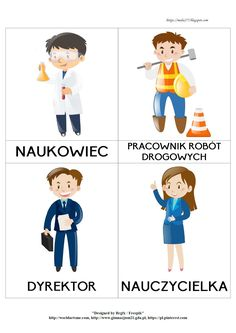 NAUKOWIEC
PRACOWNIK ROBÓT
DROGOWYCH
DYREKTOR
NAUCZYCIELKA
"Designed by Brgfx / Freepik"